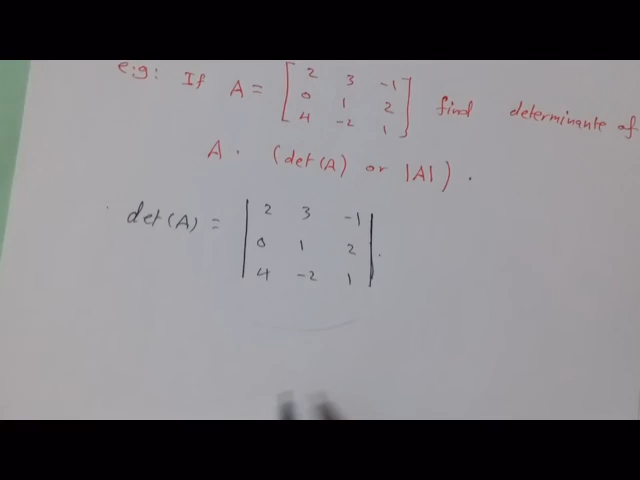 e.g: If A = [ 2 3 -1
0 1 2
4 -2 1 ] find determinante of
A. (det(A) or |A|).
det(A) = | 2 3 -1
0 1 2
4 -2 1 |.